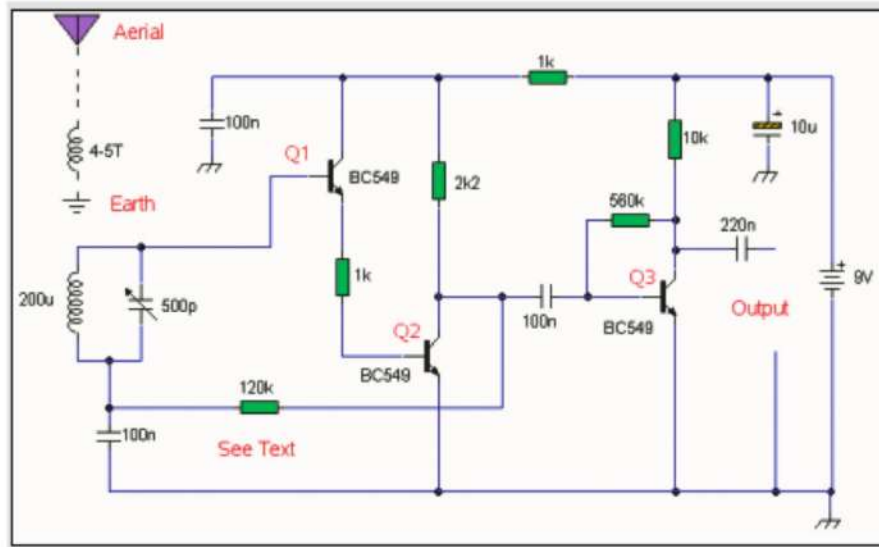 Aerial
4-5T
Earth
200u
500p
100n
Q1
BC549
1k
2k2
1k
Q2
BC549
120k
See Text
100n
100n
560k
10k
10u
+
220n
Q3
BC549
Output
+
9V